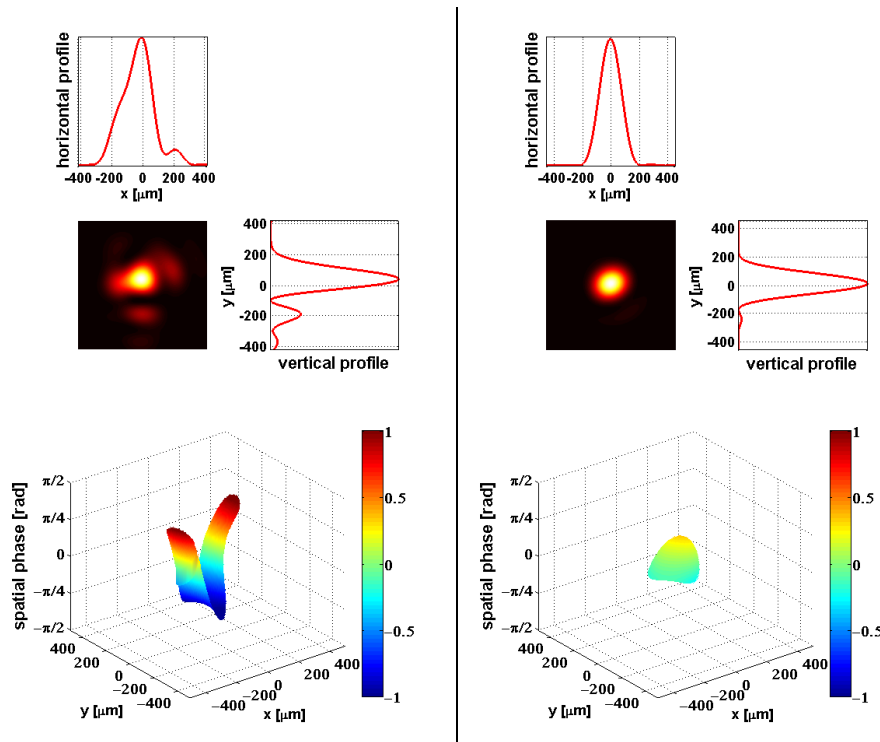 horizontal profile
-400 -200 0 200 400
x [μm]
400
200
0
-200
-400
y [μm]
vertical profile
π/2
π/4
0
−π/4
−π/2
spatial phase [rad]
400
200
0
−200
−400
y [μm]
−400
−200
0
200
400
x [μm]
1
0.5
0
−0.5
−1
horizontal profile
-400 -200 0 200 400
x [μm]
400
200
0
-200
-400
y [μm]
vertical profile
π/2
π/4
0
−π/4
−π/2
spatial phase [rad]
400
200
0
−200
−400
y [μm]
−400
−200
0
200
400
x [μm]
1
0.5
0
−0.5
−1